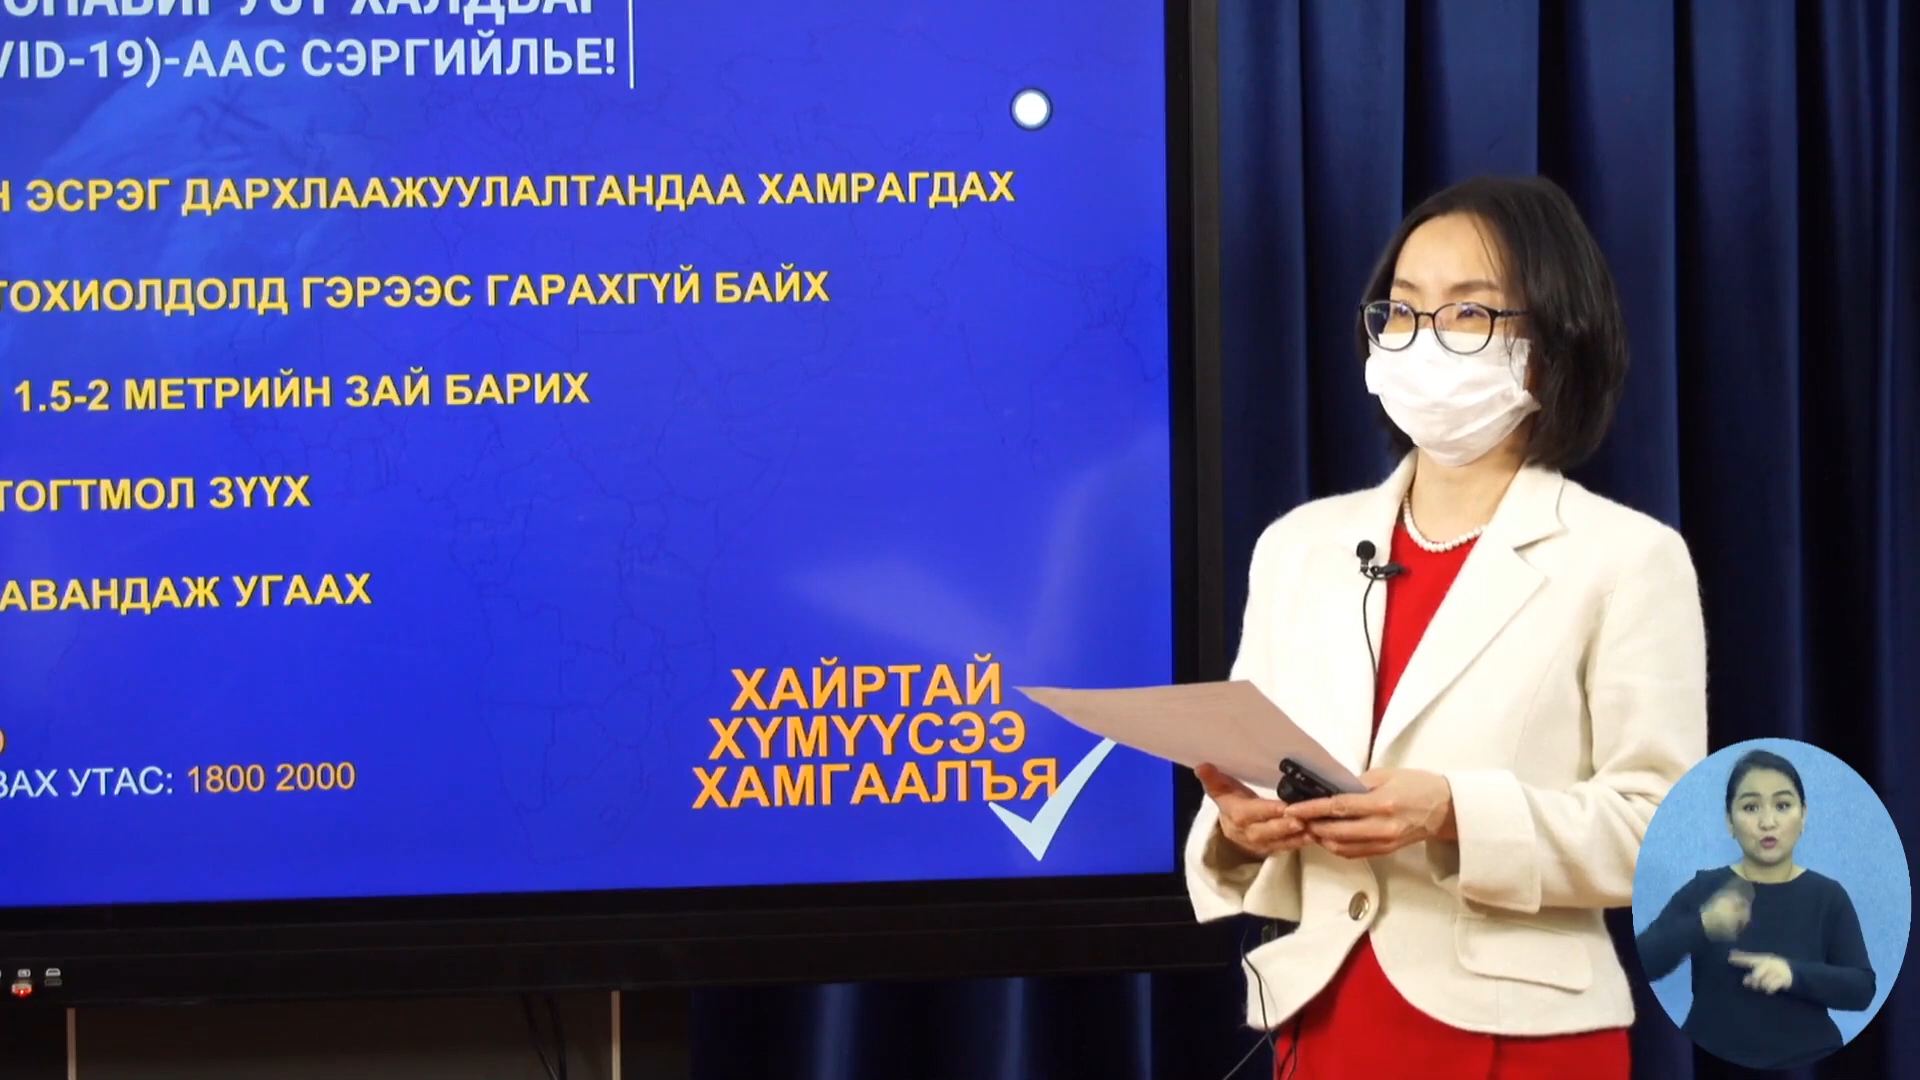 ХАЛДВАР
VID-19)-ААС СЭРГИЙЛЬЕ!
ЭСРЭГ ДАРХЛААЖУУЛАЛТАНДАА ХАМРАГДАХ
ТОХИОЛДОЛД ГЭРЭЭС ГАРАХГҮЙ БАЙХ
1.5-2 МЕТРИЙН ЗАЙ БАРИХ
ТОГТМОЛ ЗҮҮХ
АВАНДАЖ УГААХ
ВАХ УТАС: 1800 2000
ХАЙРТАЙ
ХҮМҮҮСЭЭ
ХАМГААЛЪЯ